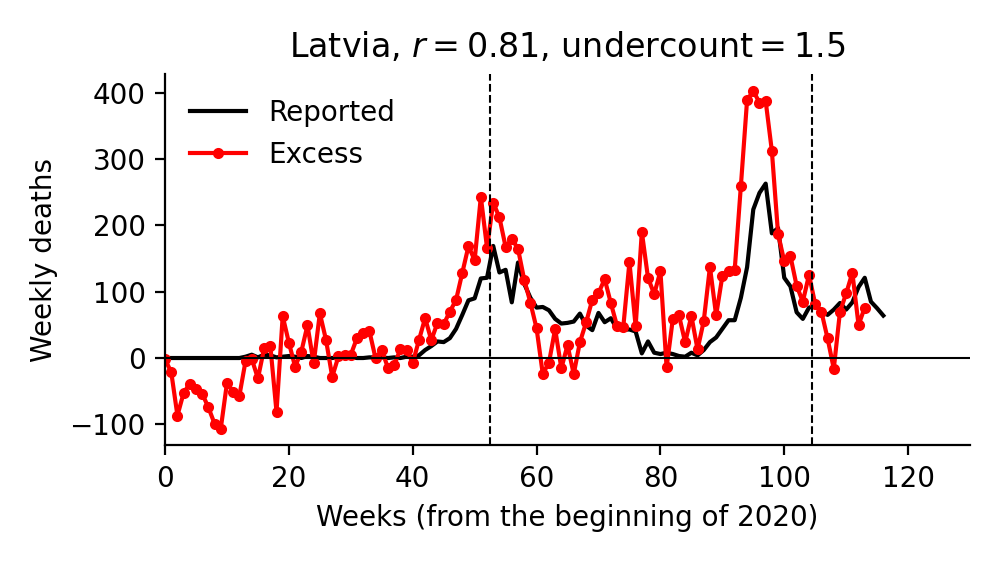 Latvia, r = 0.81, undercount = 1.5
Reported
Excess
Weekly deaths
400
300
200
100
0
−100
0 20 40 60 80 100 120
Weeks (from the beginning of 2020)